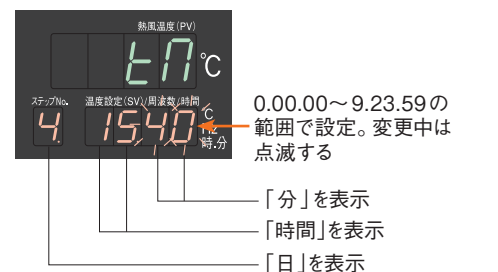 熱風温度(PV)
tП °C
ステップNo. 温度設定(SV)/周波数/時間
4. 15.40 °C
Hz
時.分
0.00.00～9.23.59の
範囲で設定。変更中は
点滅する
「分」を表示
「時間」を表示
「日」を表示